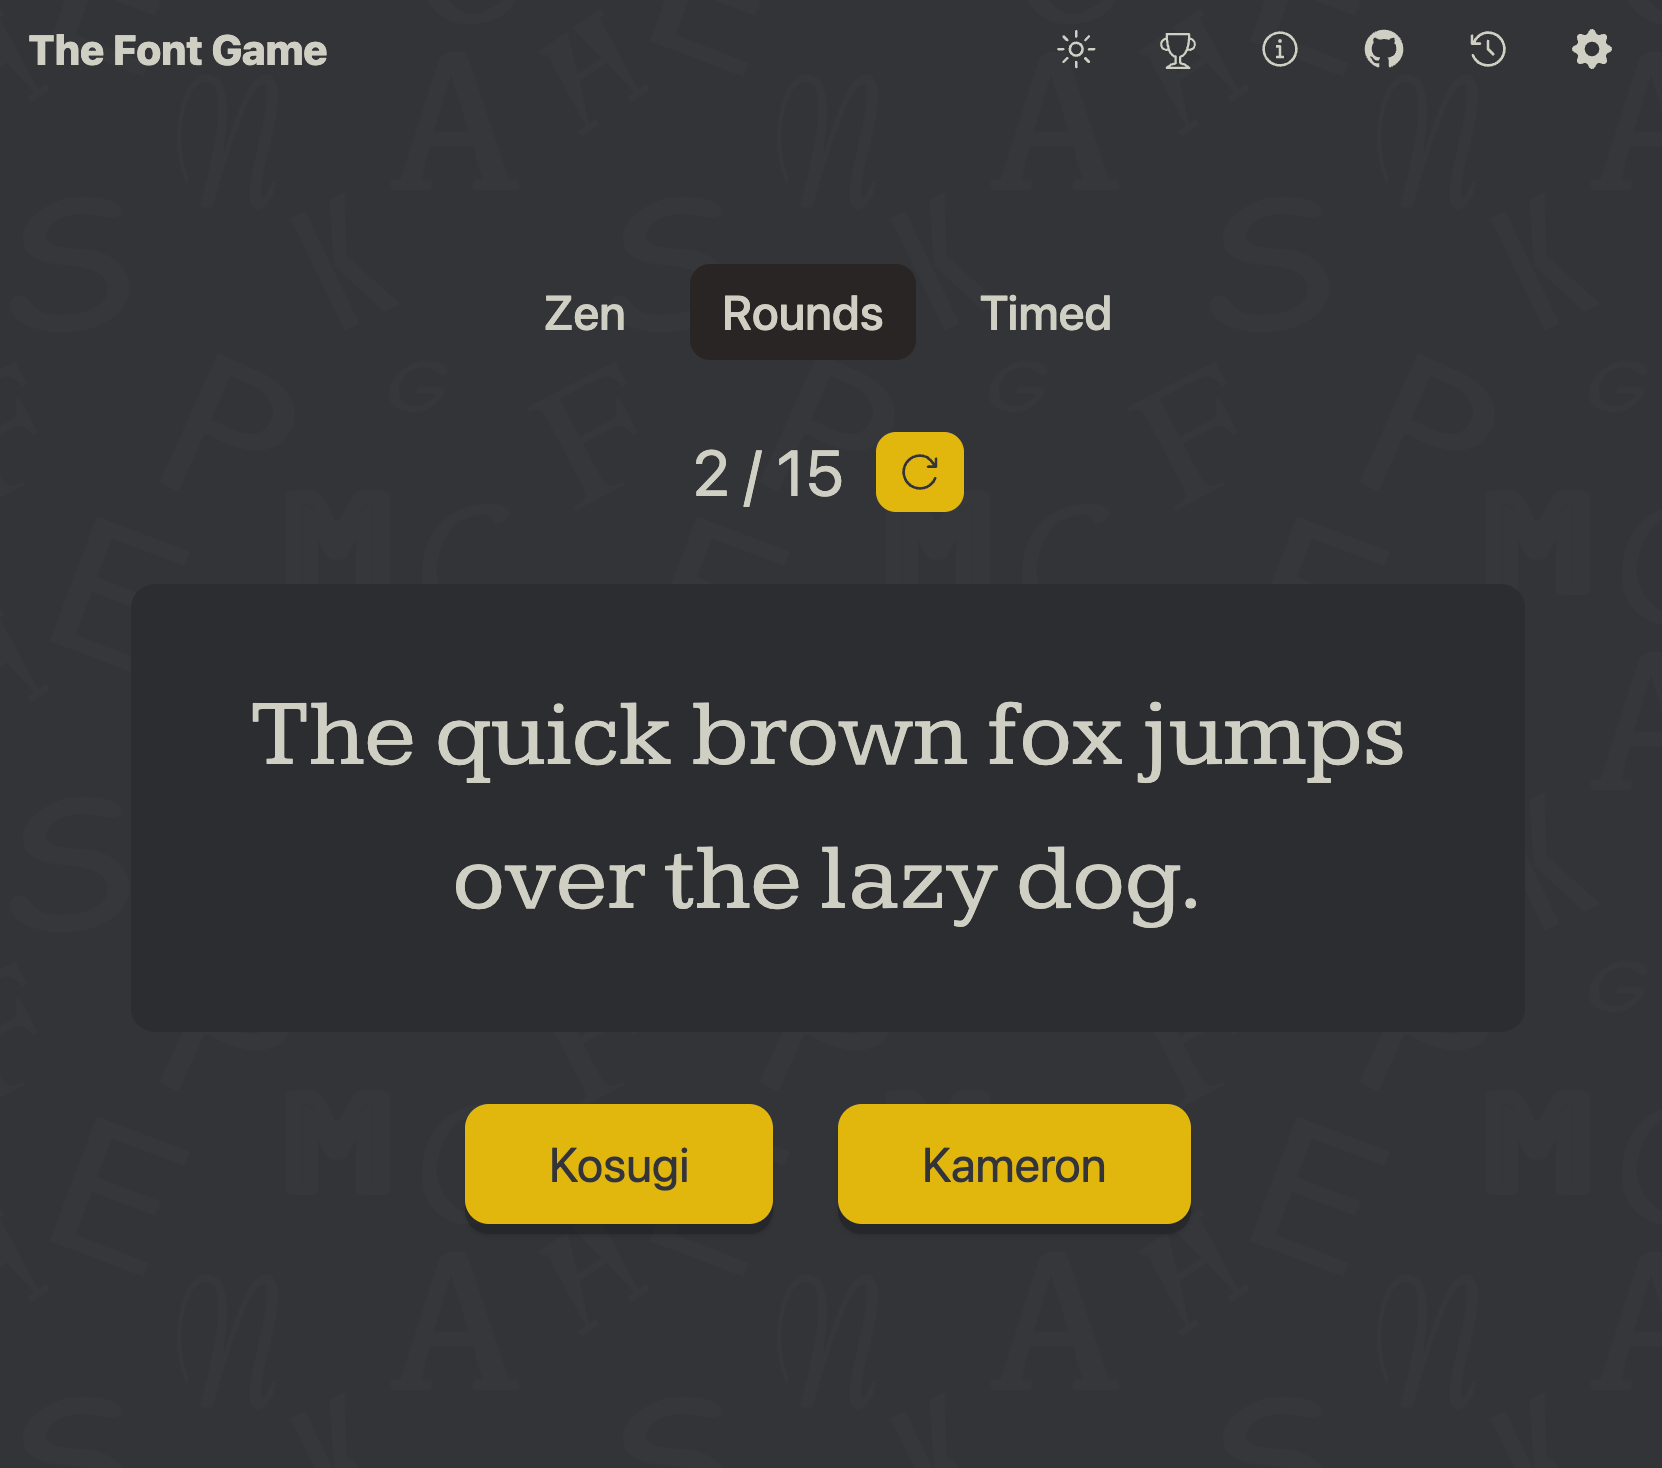 The Font Game
Zen Rounds Timed
2 / 15
The quick brown fox jumps
over the lazy dog.
Kosugi Kameron